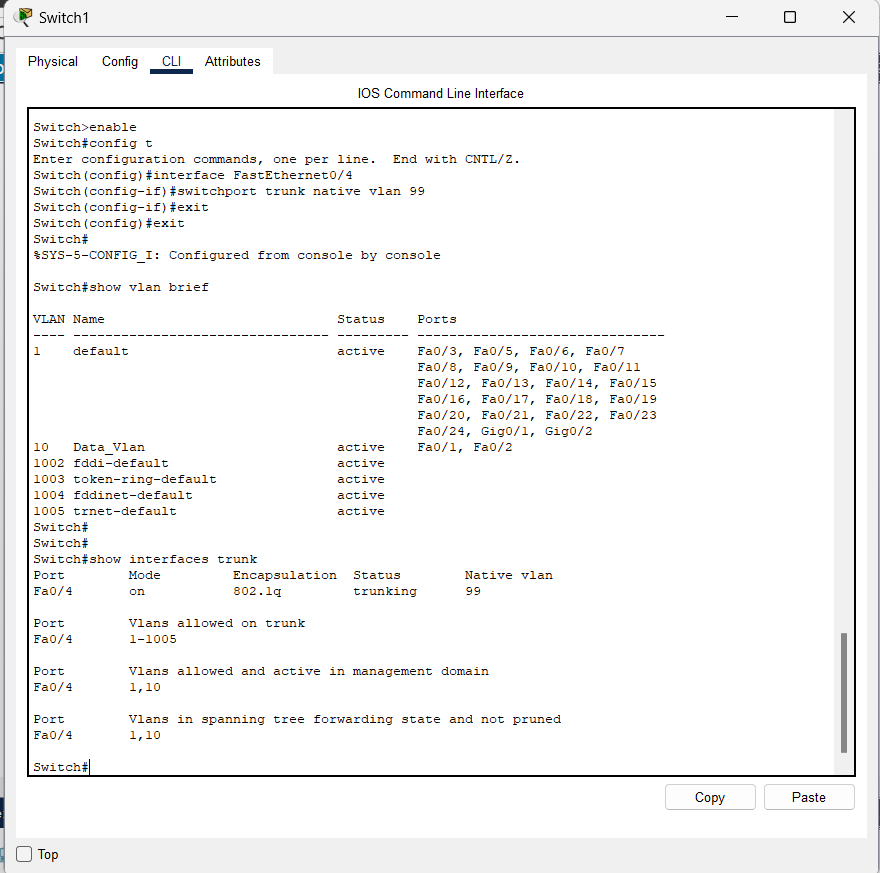 Switch1
Physical Config CLI Attributes
IOS Command Line Interface
Switch>enable
Switch#config t
Enter configuration commands, one per line.  End with CNTL/Z.
Switch(config)#interface FastEthernet0/4
Switch(config-if)#switchport trunk native vlan 99
Switch(config-if)#exit
Switch(config)#exit
Switch#
%SYS-5-CONFIG_I: Configured from console by console
Switch#show vlan brief
VLAN Name                             Status    Ports
---- -------------------------------- --------- -------------------------------
1    default                          active    Fa0/3, Fa0/5, Fa0/6, Fa0/7
                                                Fa0/8, Fa0/9, Fa0/10, Fa0/11
                                                Fa0/12, Fa0/13, Fa0/14, Fa0/15
                                                Fa0/16, Fa0/17, Fa0/18, Fa0/19
                                                Fa0/20, Fa0/21, Fa0/22, Fa0/23
                                                Fa0/24, Gig0/1, Gig0/2
10   Data_Vlan                        active    Fa0/1, Fa0/2
1002 fddi-default                     active
1003 token-ring-default               active
1004 fddinet-default                  active
1005 trnet-default                    active
Switch#
Switch#
Switch#show interfaces trunk
Port        Mode         Encapsulation  Status        Native vlan
Fa0/4       on           802.1q         trunking      99
Port        Vlans allowed on trunk
Fa0/4       1-1005
Port        Vlans allowed and active in management domain
Fa0/4       1,10
Port        Vlans in spanning tree forwarding state and not pruned
Fa0/4       1,10
Switch#
Copy Paste
Top